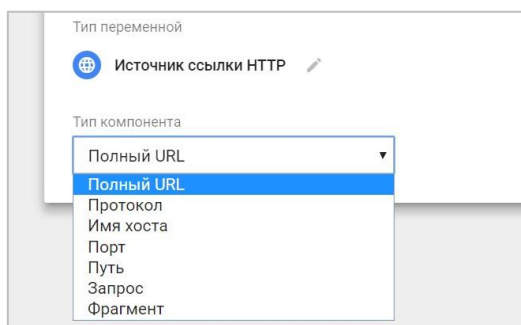 Тип переменной
Источник ссылки HTTP
Тип компонента
Полный URL
Полный URL
Протокол
Имя хоста
Порт
Путь
Запрос
Фрагмент